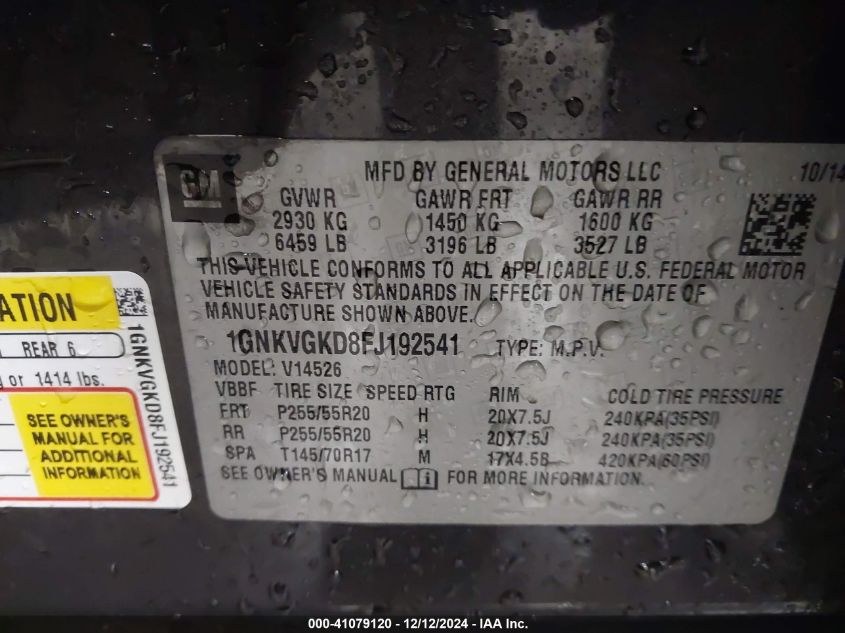 GM
MFD BY GENERAL MOTORS LLC 10/14
GVWR GAWR FRT GAWR RR
2930 KG 1450 KG 1600 KG
6459 LB 3196 LB 3527 LB
THIS VEHICLE CONFORMS TO ALL APPLICABLE U.S. FEDERAL MOTOR
VEHICLE SAFETY STANDARDS IN EFFECT ON THE DATE OF
MANUFACTURE SHOWN ABOVE.
1GNKVGKD8FJ192541 TYPE: M.P.V.
MODEL: V14526
VBBF TIRE SIZE SPEED RTG RIM COLD TIRE PRESSURE
FRT P255/55R20 H 20X7.5J 240KPA(35PSI)
RR P255/55R20 H 20X7.5J 240KPA(35PSI)
SPA T145/70R17 M 17X4.5B 420KPA(60PSI)
SEE OWNER'S MANUAL FOR MORE INFORMATION.
ATION
REAR 6
or 1414 lbs.
SEE OWNER'S
MANUAL FOR
ADDITIONAL
INFORMATION
1GNKVGKD8FJ192541
000-41079120 - 12/12/2024 - IAA Inc.